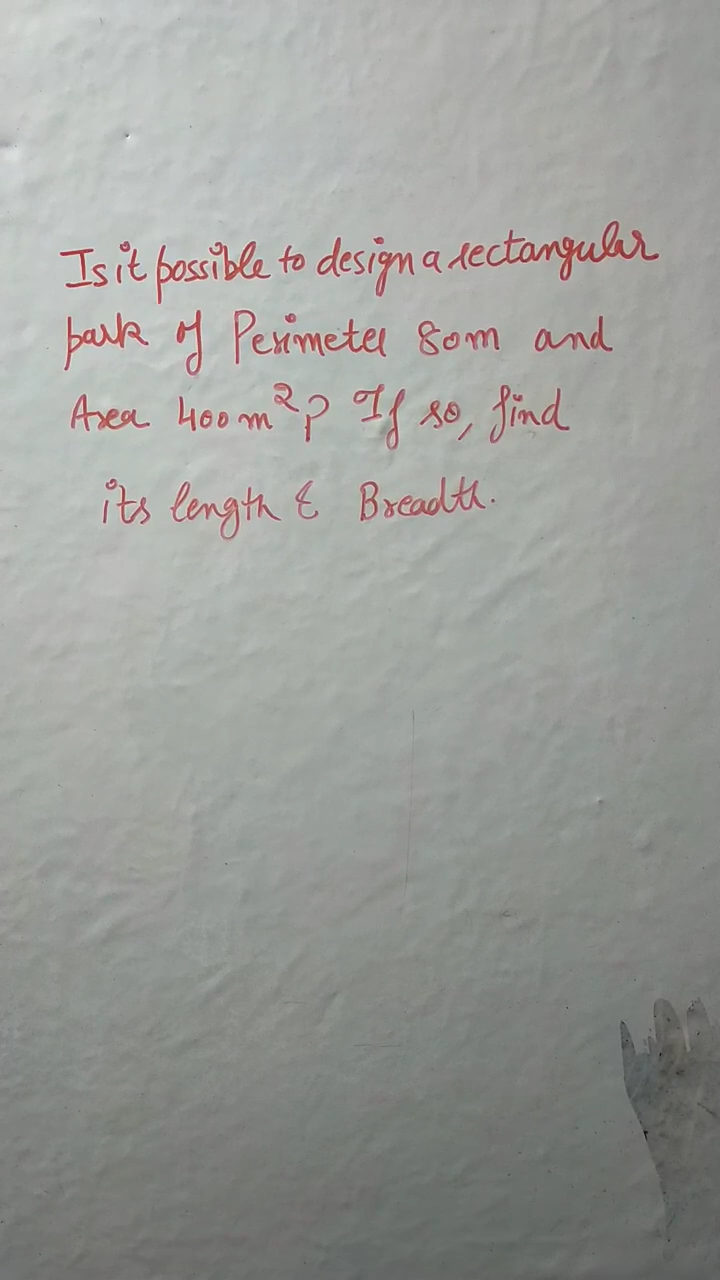 Is it possible to design a rectangular
park of Perimeter 80m and
Area 400m²? If so, find
its length & Breadth.